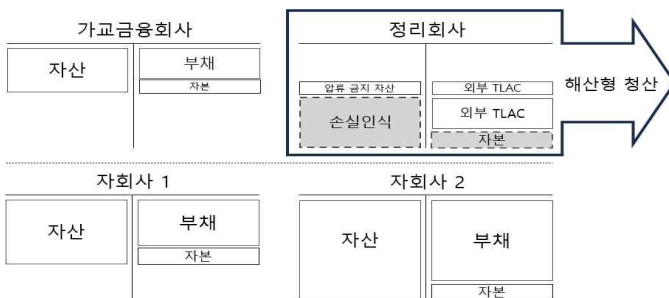 가교금융회사
자산
부채
자본
정리회사
압류 금지 자산
손실인식
외부 TLAC
외부 TLAC
자본
해산형 청산
자회사 1
자산
부채
자본
자회사 2
자산
부채
자본